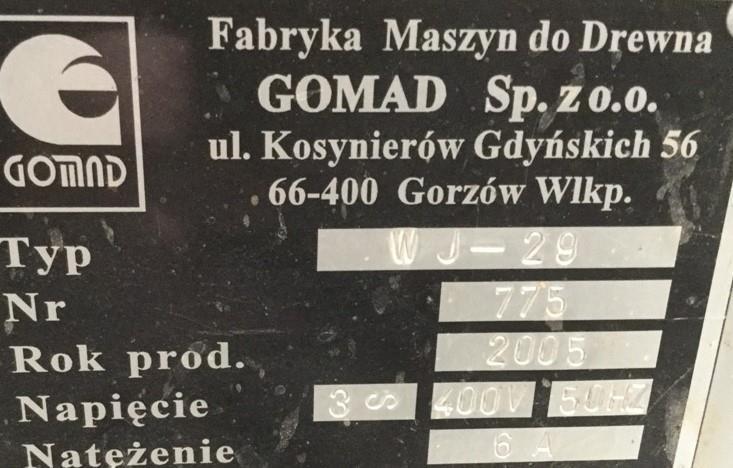 Fabryka Maszyn do Drewna
GOMAD Sp. z o.o.
ul. Kosynierów Gdyńskich 56
66-400 Gorzów Wlkp.
GOMAD
Typ WJ-29
Nr 775
Rok prod. 2005
Napięcie 3 ∽ 400V 50HZ
Natężenie 6 A